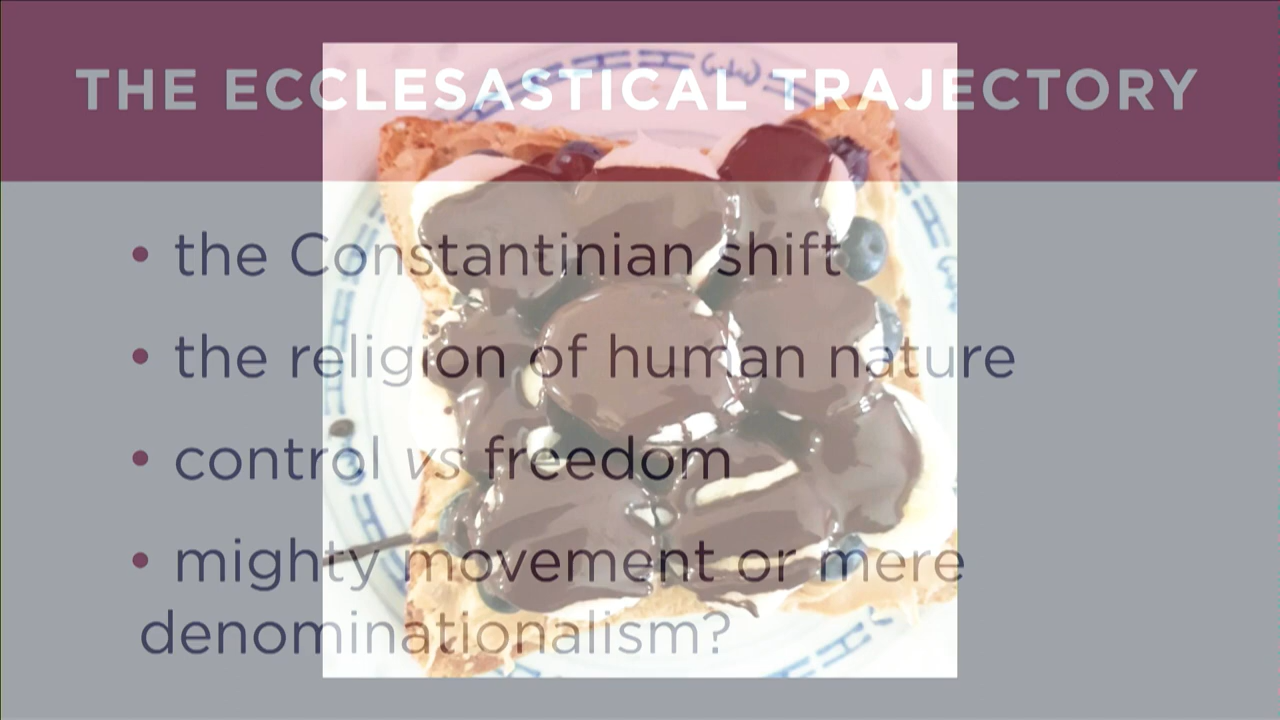 THE ECCLESASTICAL TRAJECTORY
• the Constantinian shift
• the religion of human nature
• control vs freedom
• mighty movement or mere
denominationalism?